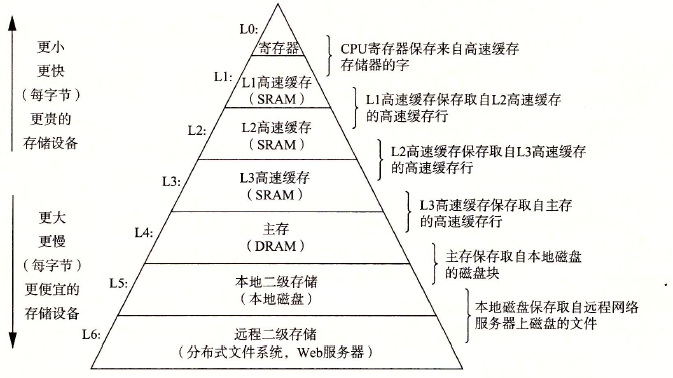 更小
更快
（每字节）
更贵的
存储设备
更大
更慢
（每字节）
更便宜的
存储设备
L0:
寄存器
L1:
L1高速缓存
（SRAM）
L2:
L2高速缓存
（SRAM）
L3:
L3高速缓存
（SRAM）
L4:
主存
（DRAM）
L5:
本地二级存储
（本地磁盘）
L6:
远程二级存储
（分布式文件系统，Web服务器）
CPU寄存器保存来自高速缓存
存储器的字
L1高速缓存保存取自L2高速缓存
的高速缓存行
L2高速缓存保存取自L3高速缓存
的高速缓存行
L3高速缓存保存取自主存
的高速缓存行
主存保存取自本地磁盘
的磁盘块
本地磁盘保存取自远程网络
服务器上磁盘的文件